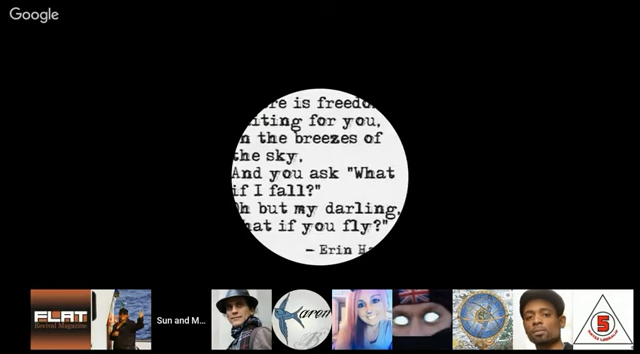 Google
re is freedo
iting for you,
n the breezes of
the sky,
And you ask "What
if I fall?"
h but my darling,
hat if you fly?"
— Erin Ha
FLAT
Revival Magazine
Sun and M...
aron
5